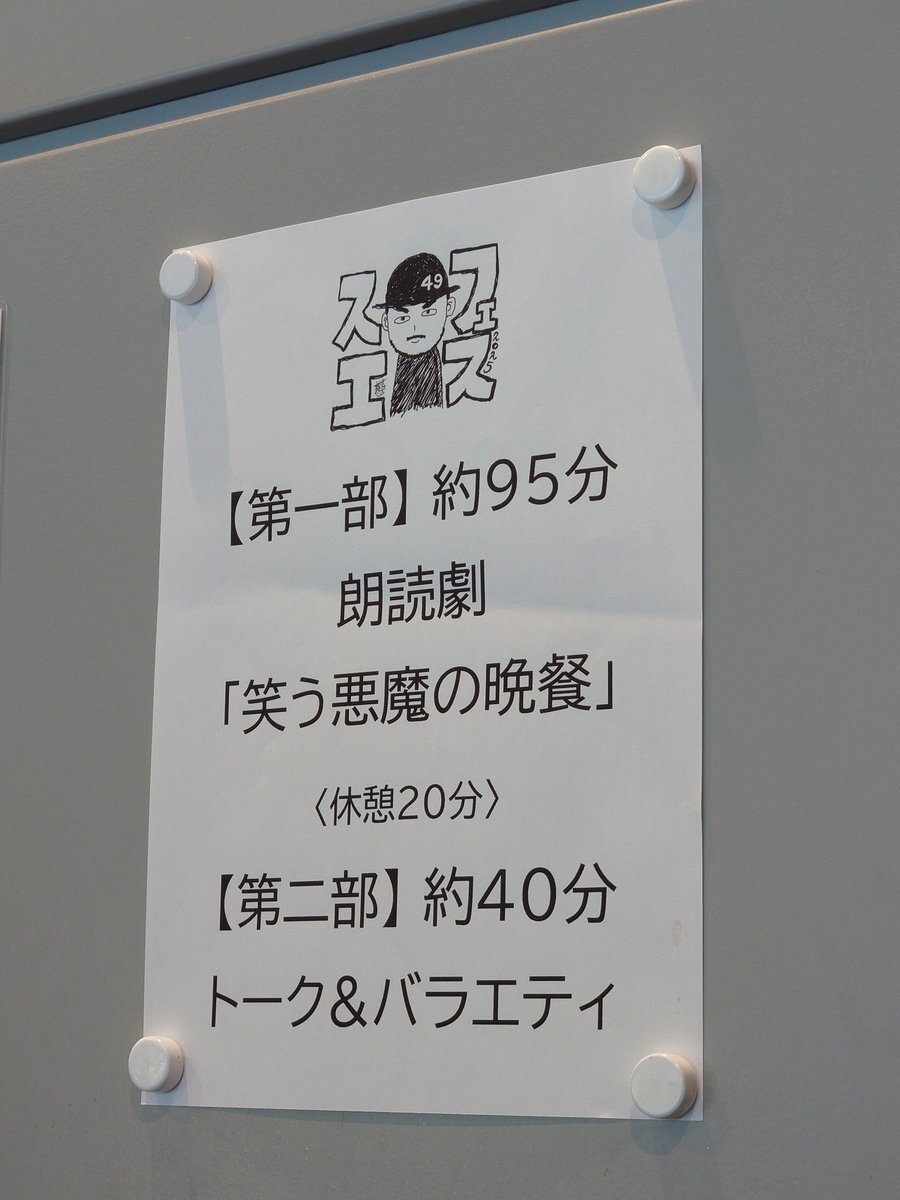 スエフェス
2025
49
【第一部】約95分
朗読劇
「笑う悪魔の晩餐」
〈休憩20分〉
【第二部】約40分
トーク&バラエティ